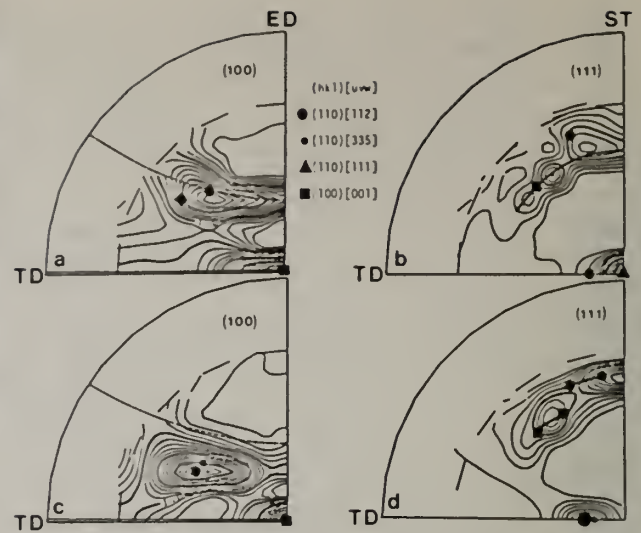 ED
ST
(100)
(111)
(hkl)[uvw]
(110)[112]
(110)[335]
(110)[111]
(100)[001]
TD
a
TD
b
(100)
(111)
TD
c
TD
d